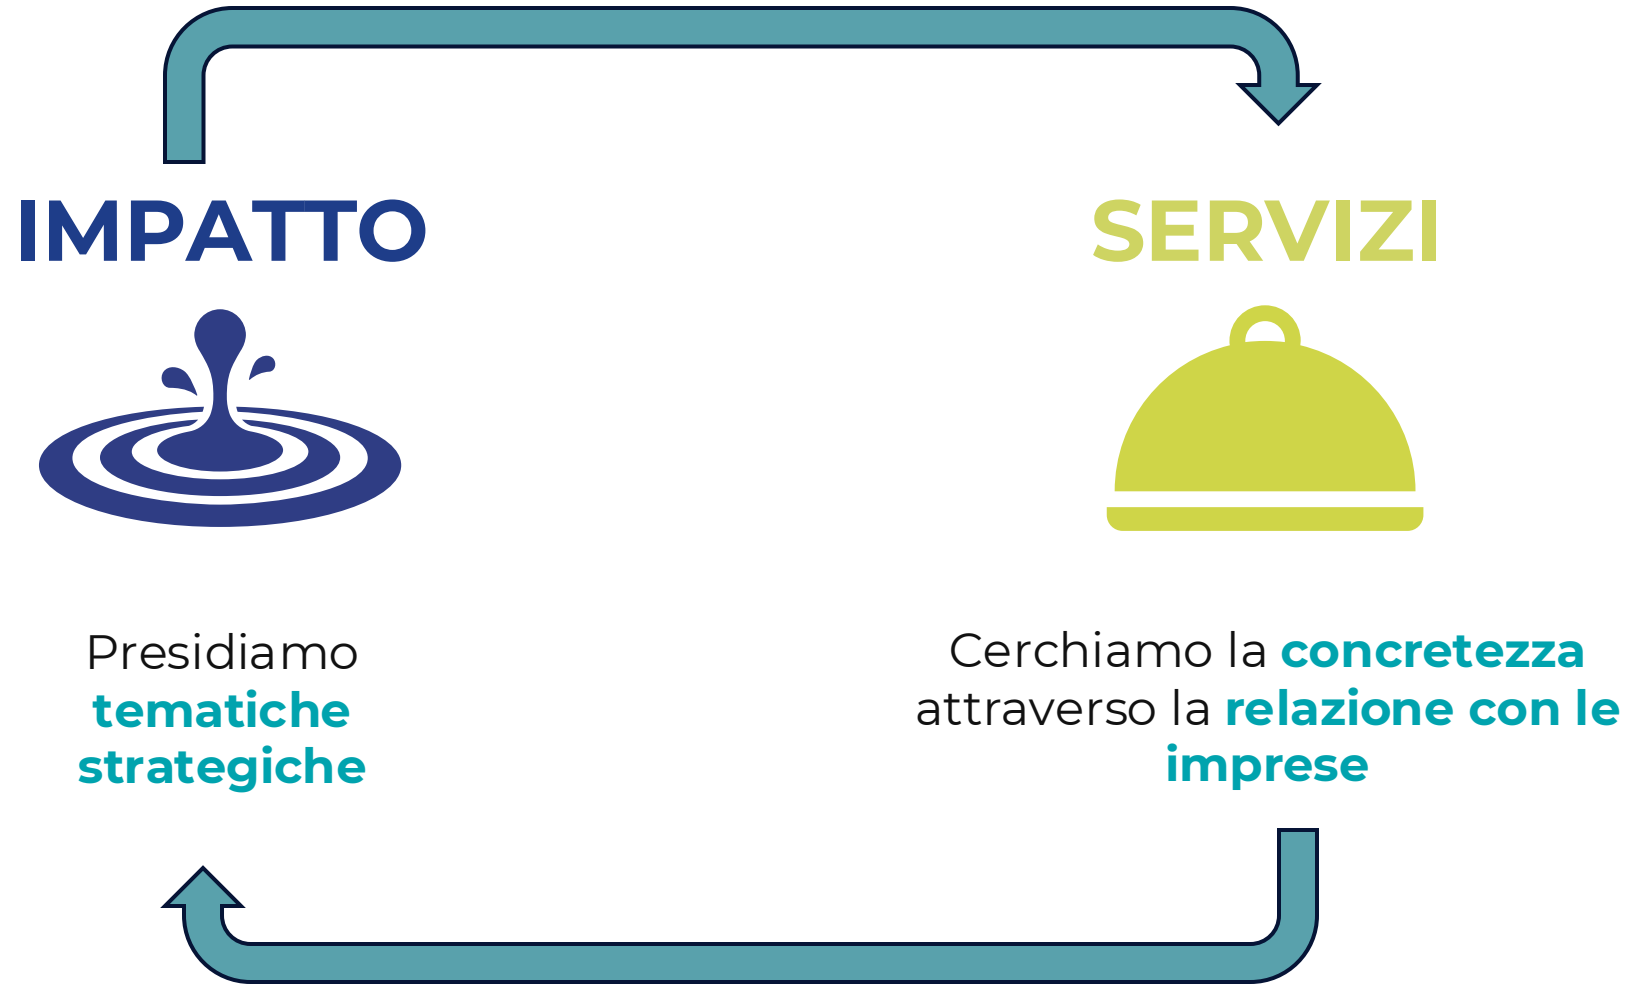 IMPATTO
Presidiamo
tematiche
strategiche
SERVIZI
Cerchiamo la concretezza
attraverso la relazione con le
imprese